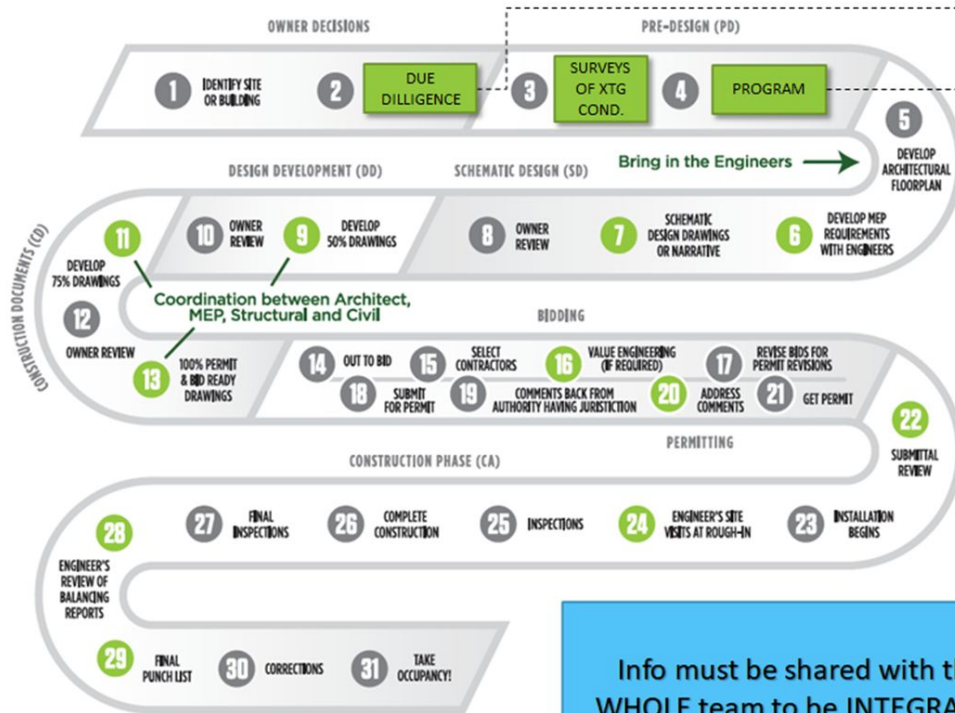 OWNER DECISIONS
PRE-DESIGN (PD)
1
IDENTIFY SITE
OR BUILDING
2
DUE
DILLIGENCE
3
SURVEYS
OF XTG
COND.
4
PROGRAM
5
DEVELOP
ARCHITECTURAL
FLOORPLAN
Bring in the Engineers
DESIGN DEVELOPMENT (DD)
SCHEMATIC DESIGN (SD)
6
DEVELOP MEP
REQUIREMENTS
WITH ENGINEERS
7
SCHEMATIC
DESIGN DRAWINGS
OR NARRATIVE
8
OWNER
REVIEW
9
DEVELOP
50% DRAWINGS
10
OWNER
REVIEW
CONSTRUCTION DOCUMENTS (CD)
11
DEVELOP
75% DRAWINGS
Coordination between Architect,
MEP, Structural and Civil
12
OWNER REVIEW
13
100% PERMIT
& BID READY
DRAWINGS
BIDDING
14
OUT TO BID
15
SELECT
CONTRACTORS
16
VALUE ENGINEERING
(IF REQUIRED)
17
REVISE BIDS FOR
PERMIT REVISIONS
18
SUBMIT
FOR PERMIT
19
COMMENTS BACK FROM
AUTHORITY HAVING JURISTICTION
20
ADDRESS
COMMENTS
21
GET PERMIT
PERMITTING
22
SUBMITTAL
REVIEW
CONSTRUCTION PHASE (CA)
23
INSTALLATION
BEGINS
24
ENGINEER'S SITE
VISITS AT ROUGH-IN
25
INSPECTIONS
26
COMPLETE
CONSTRUCTION
27
FINAL
INSPECTIONS
28
ENGINEER'S
REVIEW OF
BALANCING
REPORTS
29
FINAL
PUNCH LIST
30
CORRECTIONS
31
TAKE
OCCUPANCY!
Info must be shared with th
WHOLE team to be INTEGRA